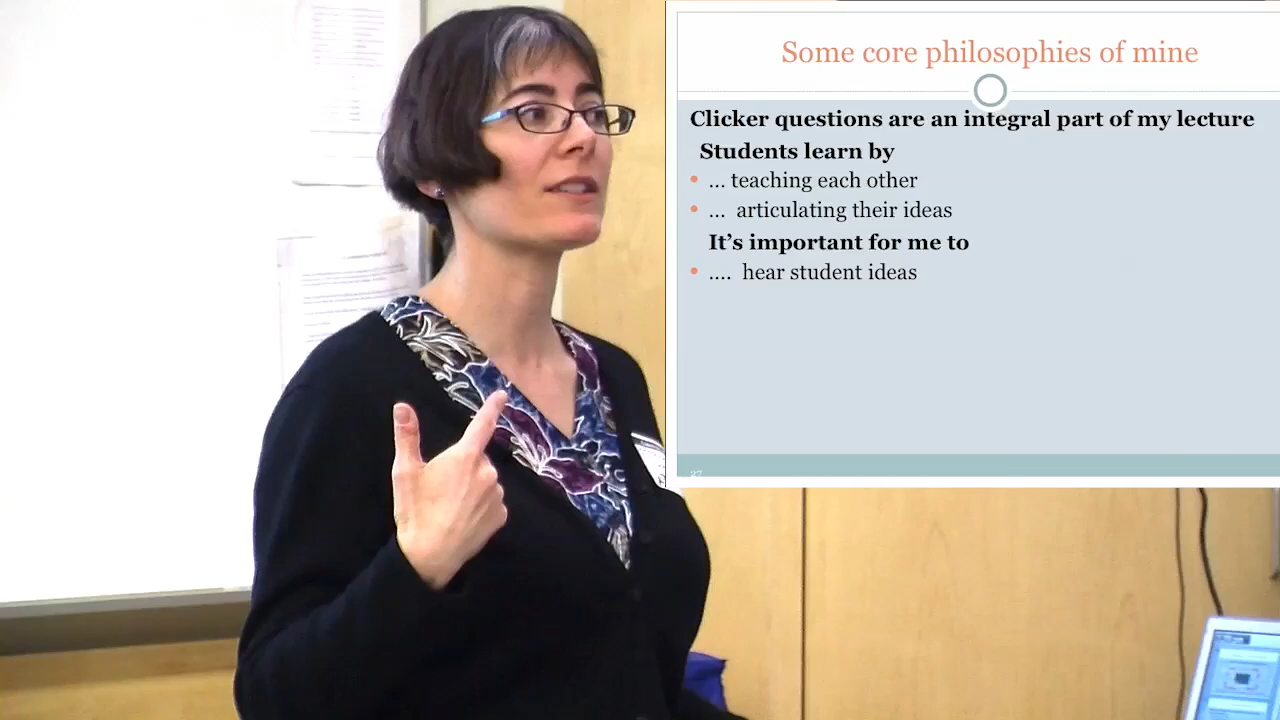 Some core philosophies of mine
Clicker questions are an integral part of my lecture
Students learn by
• ... teaching each other
• ... articulating their ideas
It's important for me to
• .... hear student ideas
37